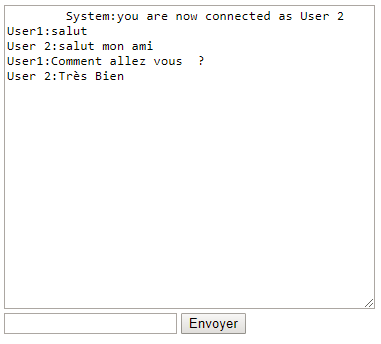 System:you are now connected as User 2
User1:salut
User 2:salut mon ami
User1:Comment allez vous  ?
User 2:Très Bien
Envoyer